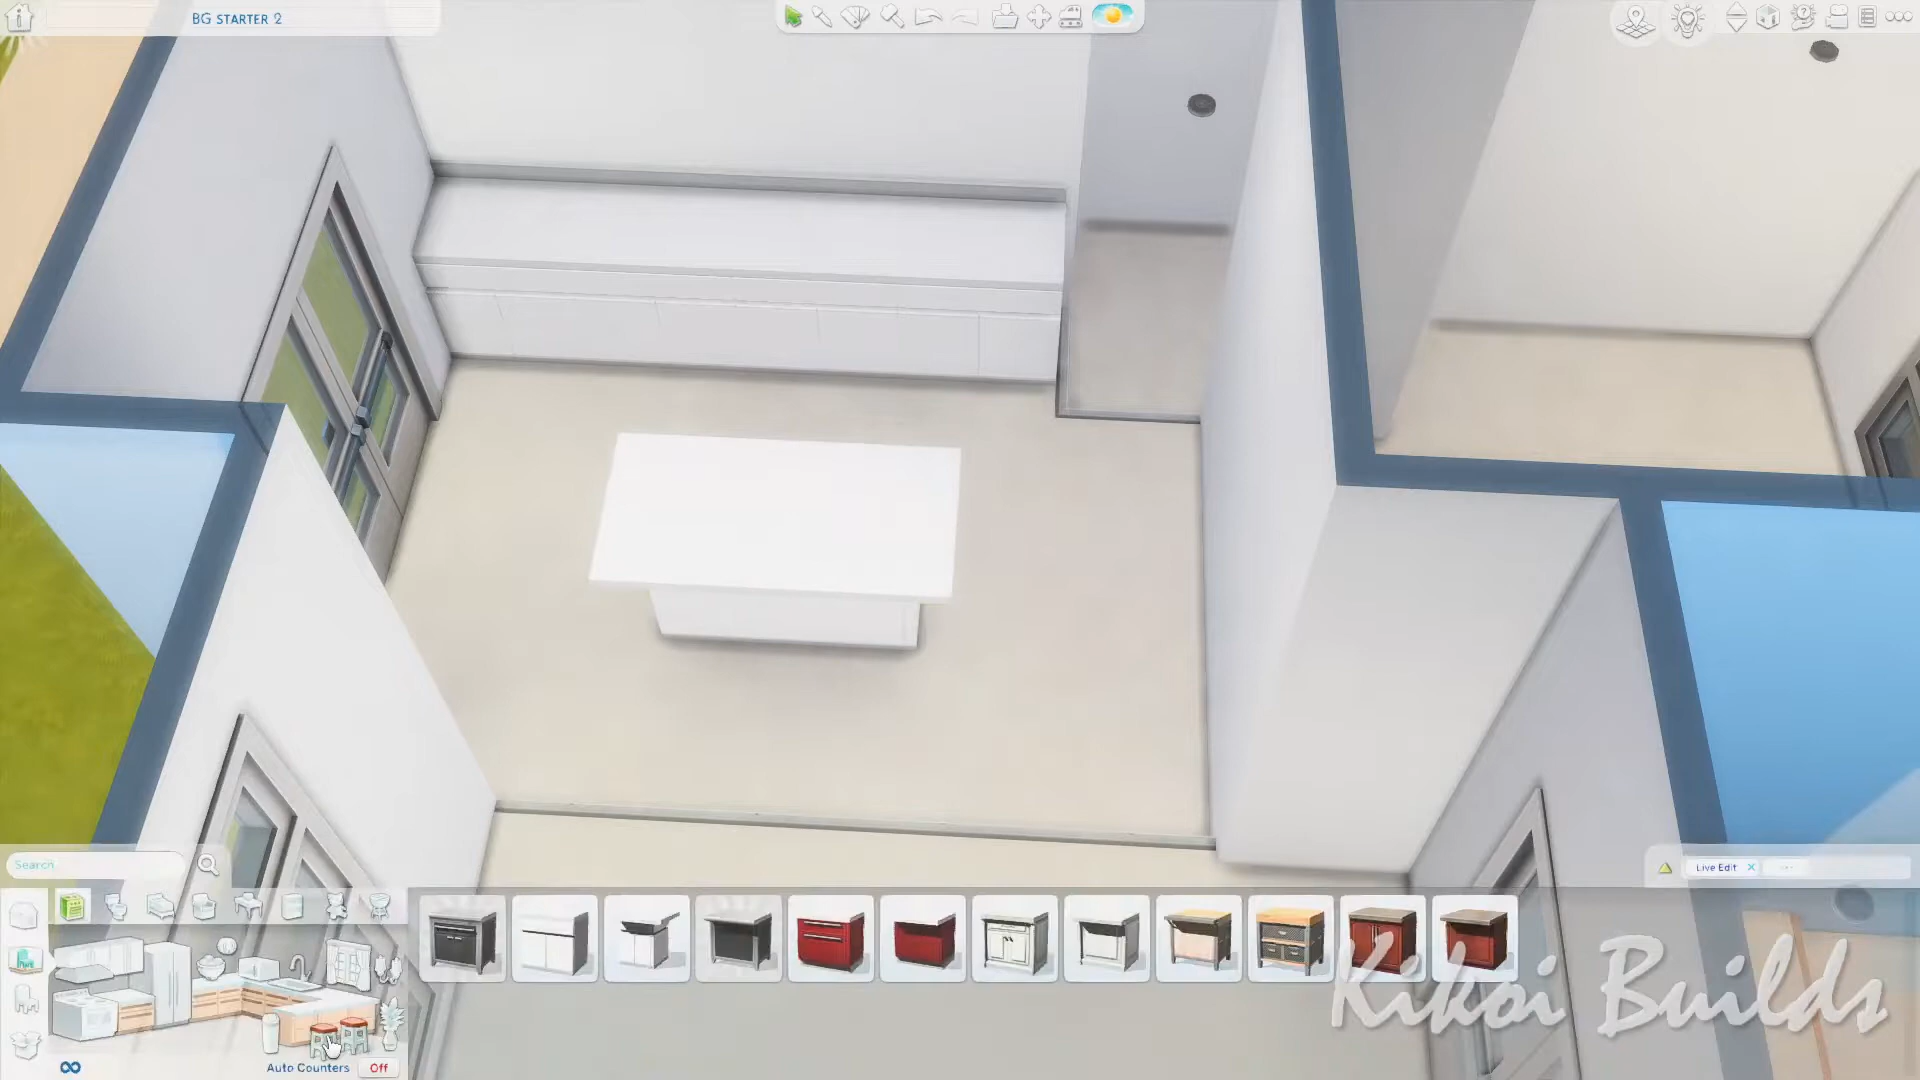 BG STARTER 2
Search
Live Edit
Auto Counters Off
Kikoi Builds